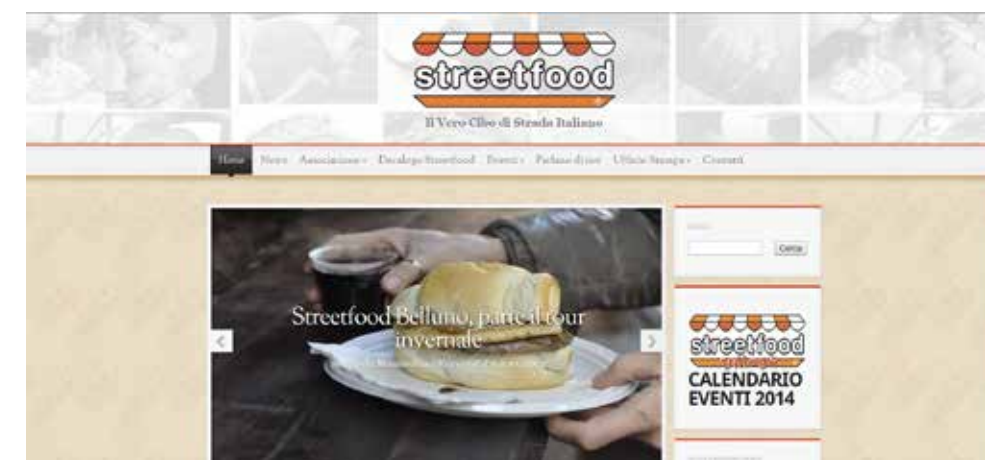 streetfood
Il Vero Cibo di Strada Italiano
Home News Associazione Decalogo Streetfood Eventi Parlano di noi Ufficio Stampa Contatti
Streetfood Belluno, parte il tour
invernale
Cerca
streetfood
CALENDARIO
EVENTI 2014